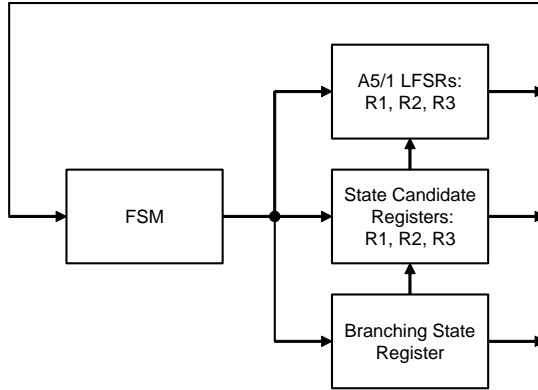 A5/1 LFSRs:
R1, R2, R3
FSM
State Candidate
Registers:
R1, R2, R3
Branching State
Register